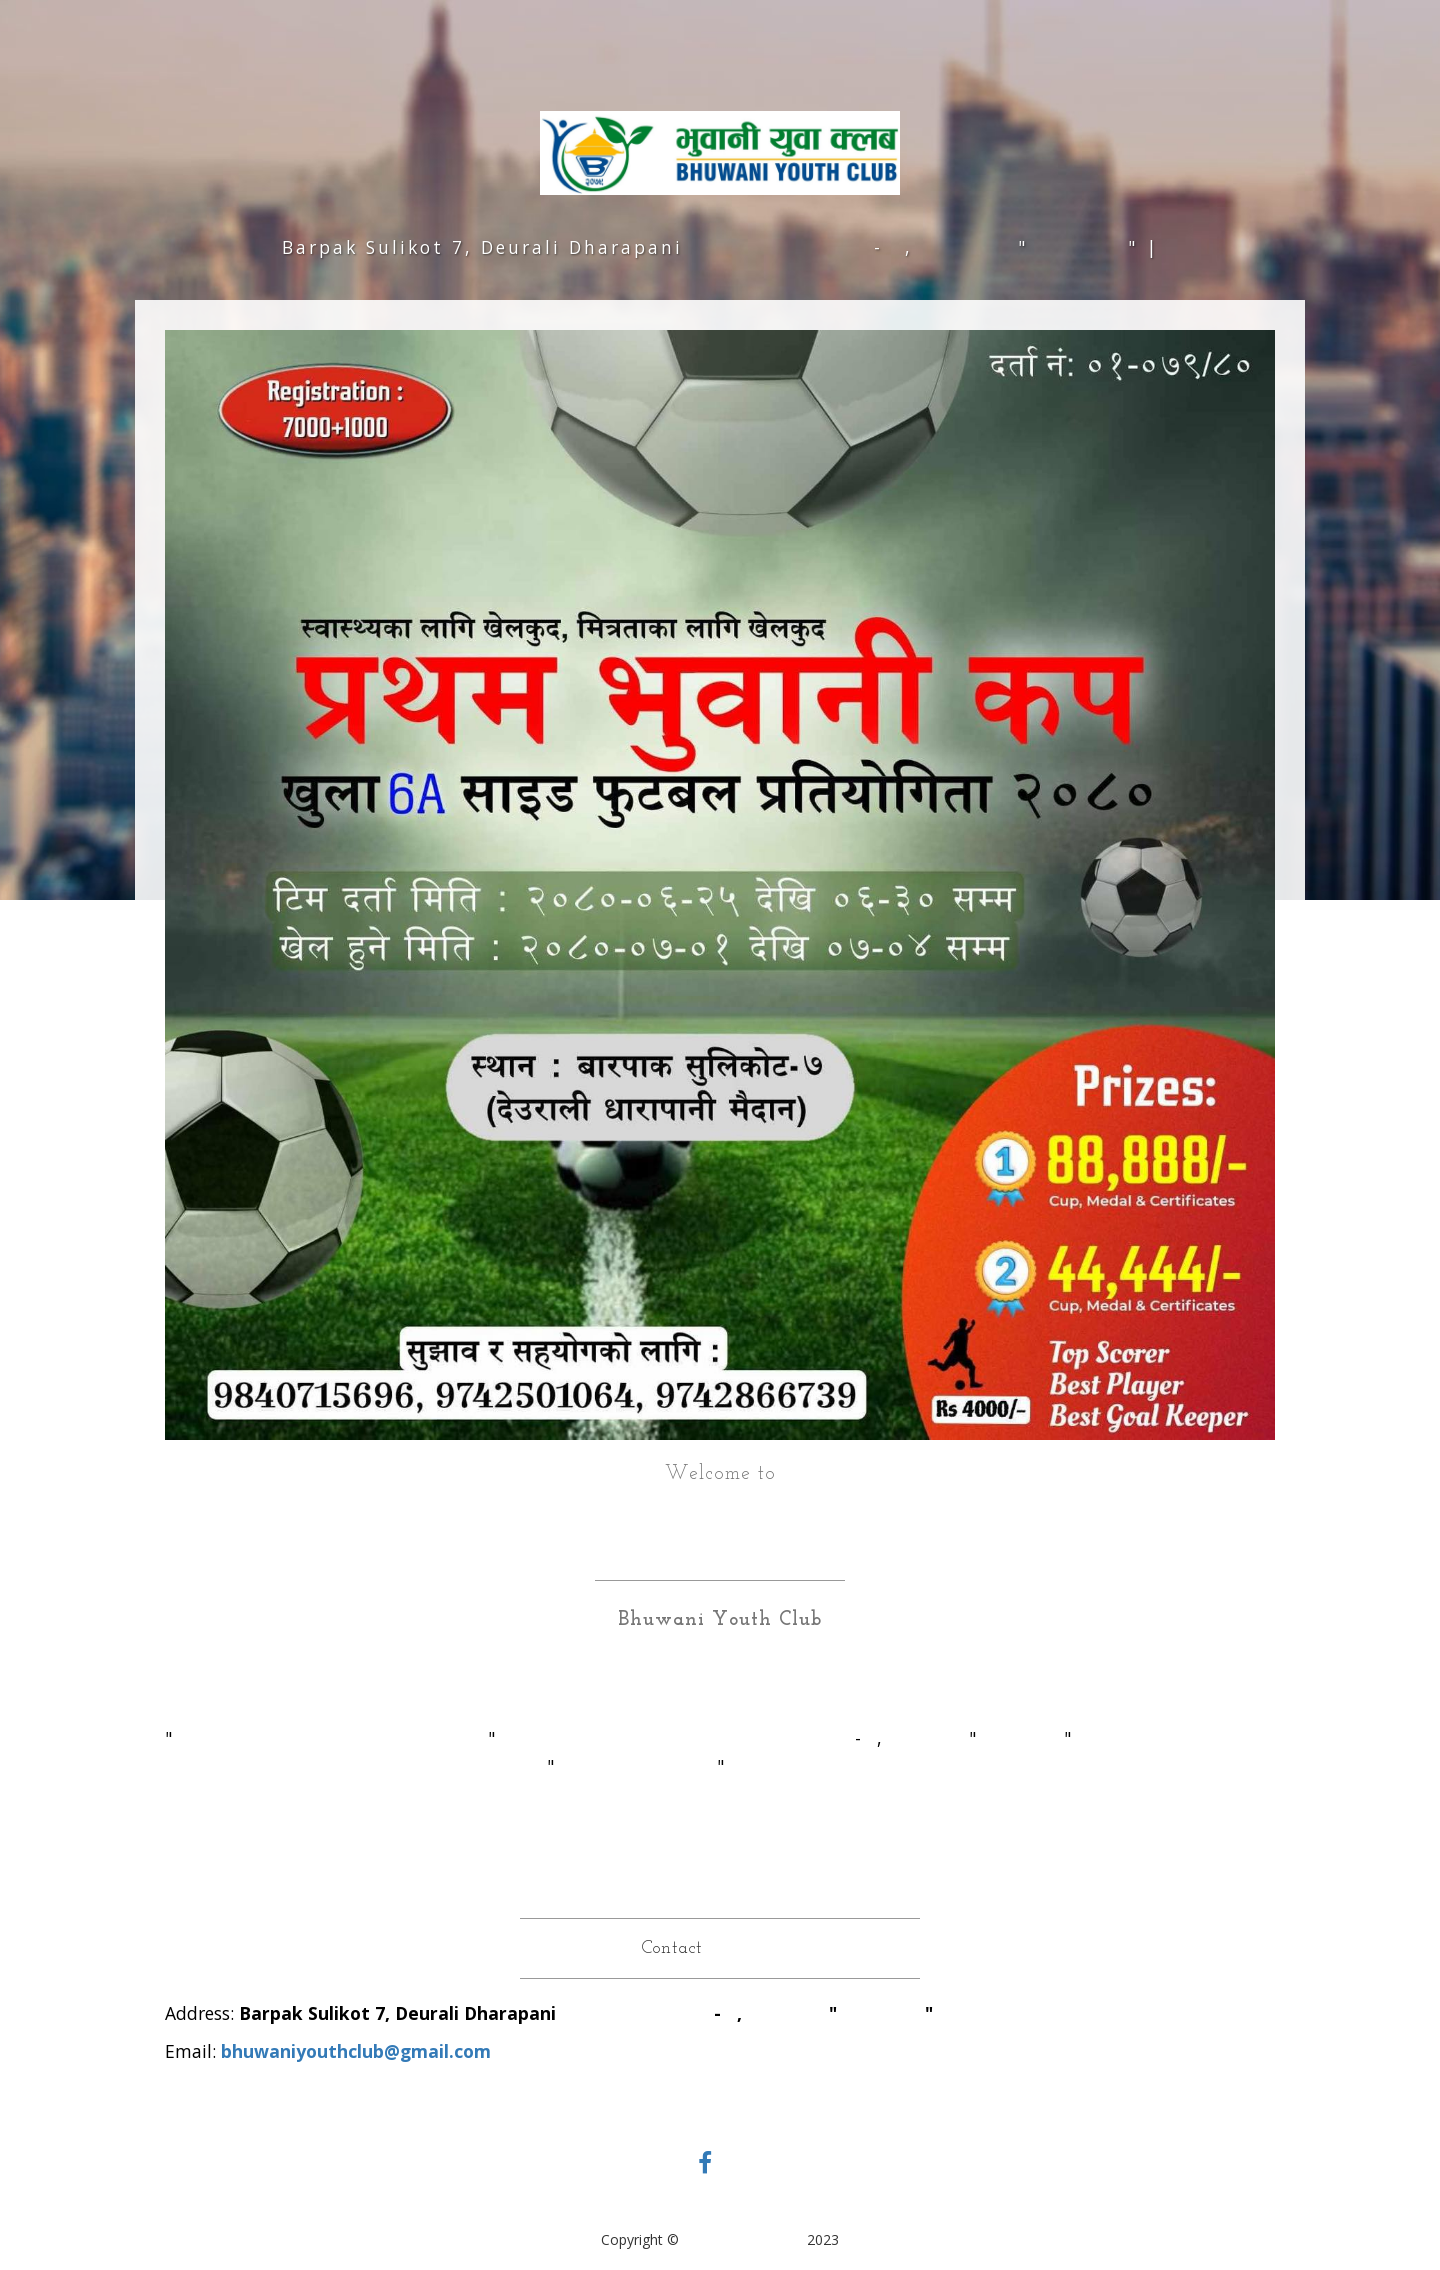 भुवानी युवा क्लब
BHUWANI YOUTH CLUB
Barpak Sulikot 7, Deurali Dharapani - , " " |
Registration :
7000+1000
दर्ता नं: ०१-०७९/८०
स्वास्थ्यका लागि खेलकुद, मित्रताका लागि खेलकुद
प्रथम भुवानी कप
खुला 6A साइड फुटबल प्रतियोगिता २०८०
टिम दर्ता मिति : २०८०-०६-२५ देखि ०६-३० सम्म
खेल हुने मिति : २०८०-०७-०१ देखि ०७-०४ सम्म
स्थान : बारपाक सुलिकोट-७
(देउराली धारापानी मैदान)
Prizes:
1 88,888/-
Cup, Medal & Certificates
2 44,444/-
Cup, Medal & Certificates
Top Scorer
Best Player
Best Goal Keeper
Rs 4000/-
सुझाव र सहयोगको लागि :
9840715696, 9742501064, 9742866739
Welcome to
Bhuwani Youth Club
" " - , " "
" "
Contact
Address: Barpak Sulikot 7, Deurali Dharapani - , " "
Email: bhuwaniyouthclub@gmail.com
Copyright © 2023